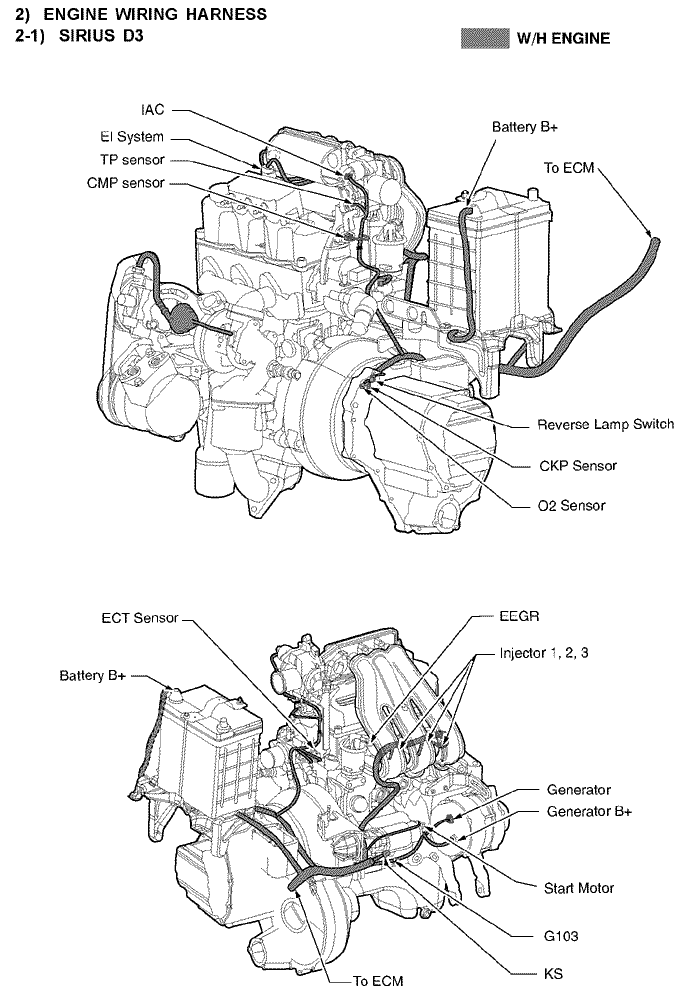 2) ENGINE WIRING HARNESS
2-1) SIRIUS D3
W/H ENGINE
IAC
EI System
TP sensor
CMP sensor
Battery B+
To ECM
Reverse Lamp Switch
CKP Sensor
O2 Sensor
ECT Sensor
EEGR
Battery B+
Injector 1, 2, 3
Generator
Generator B+
Start Motor
G103
KS
To ECM